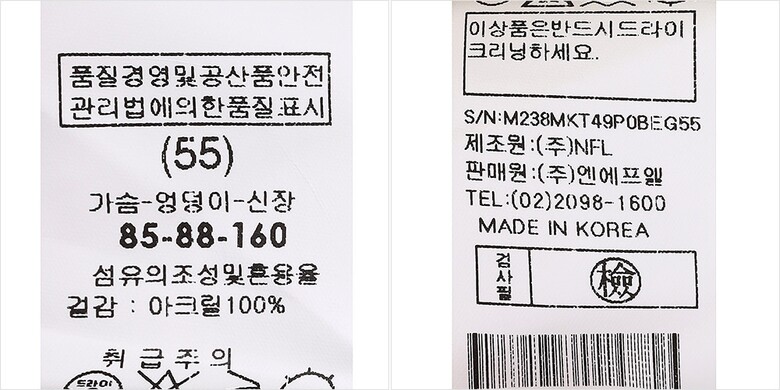 품질경영및공산품안전
관리법에의한품질표시
(55)
가슴-엉덩이-신장
85-88-160
섬유의조성및혼용율
겉감 : 아크릴100%
취급주의
드라이
이상품은반드시드라이
크리닝하세요.
S/N:M238MKT49P0BEG55
제조원:(주)NFL
판매원:(주)엔에프엘
TEL:(02)2098-1600
MADE IN KOREA
검사필
檢